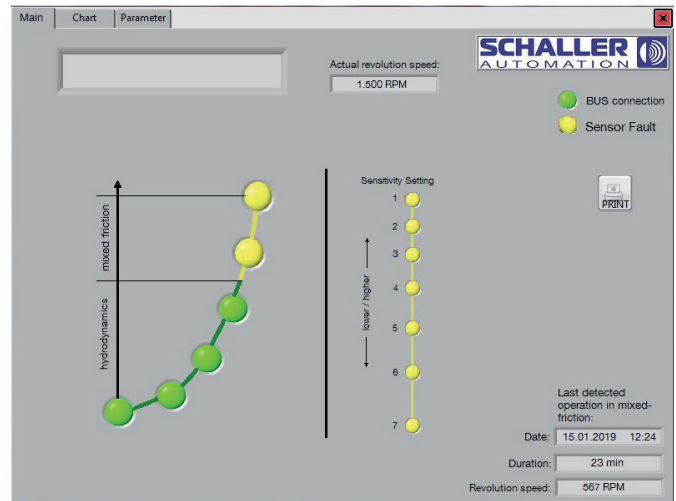 Main Chart Parameter
SCHALLER
AUTOMATION
Actual revolution speed:
1.500 RPM
BUS connection
Sensor Fault
mixed friction
hydrodynamics
Sensitivity Setting
1
2
3
4
5
6
7
lower / higher
PRINT
Last detected
operation in mixed-
friction:
Date: 15.01.2019 12:24
Duration: 23 min
Revolution speed: 567 RPM